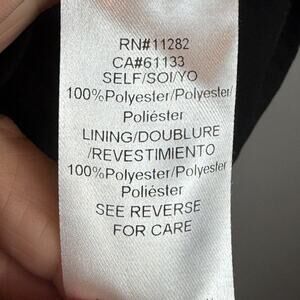 RN#11282
CA#61133
SELF/SOI/YO
100%Polyester/Polyester/
Poliéster
LINING/DOUBLURE
/REVESTIMIENTO
100%Polyester/Polyester/
Poliéster
SEE REVERSE
FOR CARE